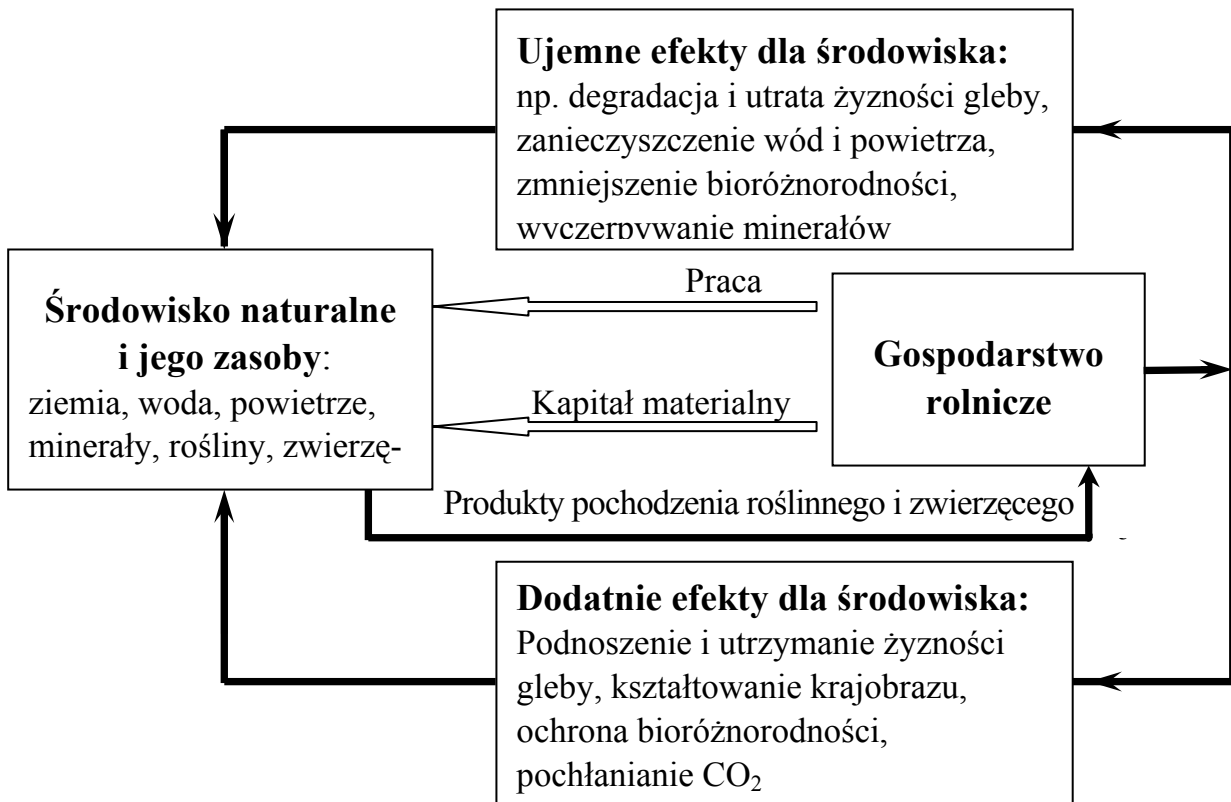 Ujemne efekty dla środowiska:
np. degradacja i utrata żyzności gleby,
zanieczyszczenie wód i powietrza,
zmniejszenie bioróżnorodności,
wyczerpywanie minerałów
Praca
Środowisko naturalne
i jego zasoby:
ziemia, woda, powietrze,
minerały, rośliny, zwierzę-
Gospodarstwo
rolnicze
Kapitał materialny
Produkty pochodzenia roślinnego i zwierzęcego
Dodatnie efekty dla środowiska:
Podnoszenie i utrzymanie żyzności
gleby, kształtowanie krajobrazu,
ochrona bioróżnorodności,
pochłanianie CO₂